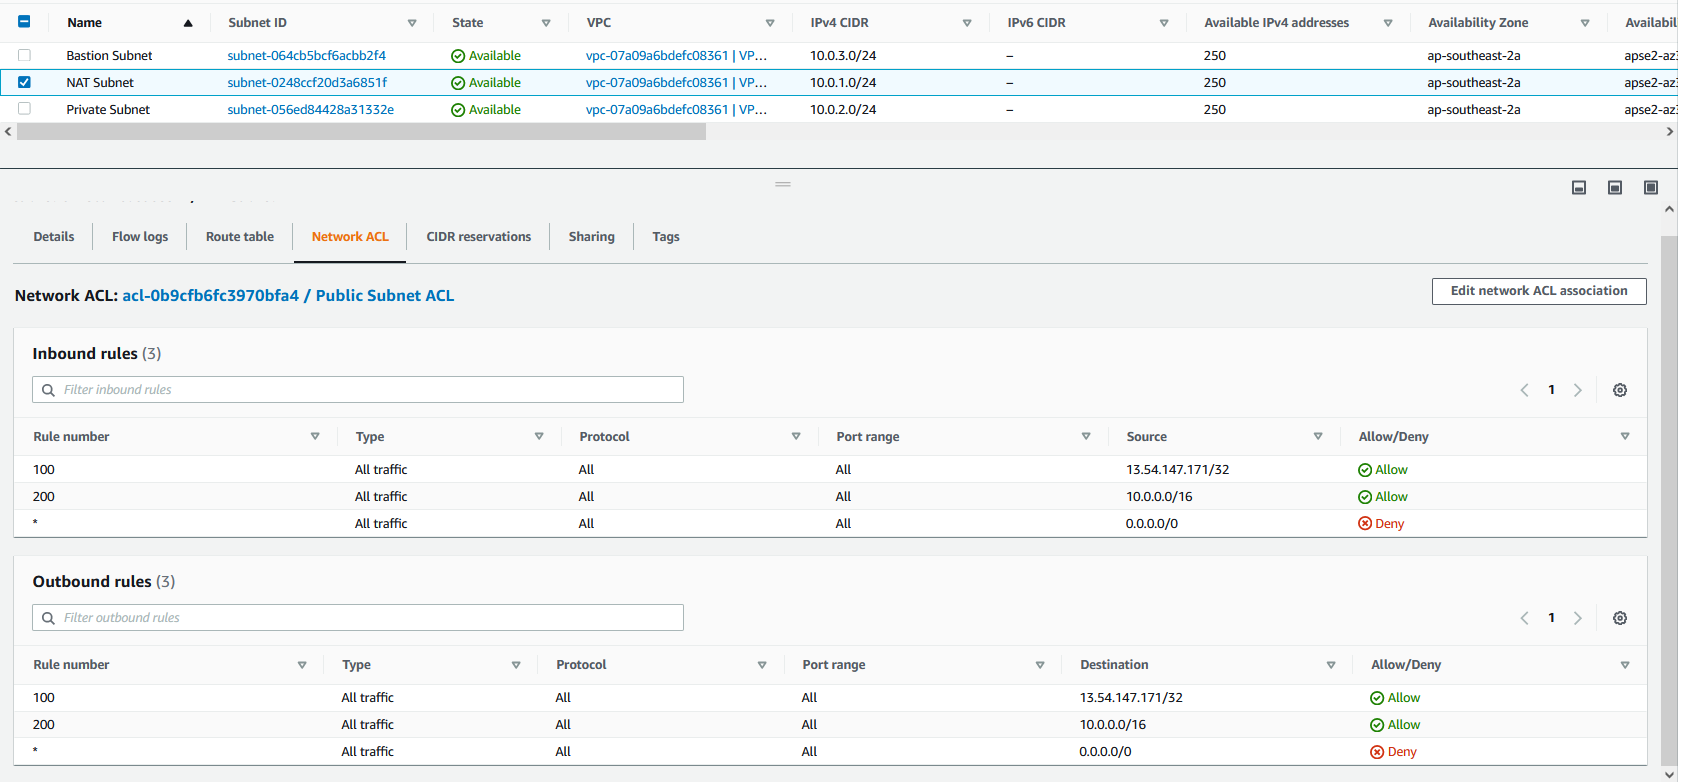 Name Subnet ID State VPC IPv4 CIDR IPv6 CIDR Available IPv4 addresses Availability Zone Availabil
Bastion Subnet subnet-064cb5bcf6acbb2f4 Available vpc-07a09a6bdefc08361 | VP… 10.0.3.0/24 – 250 ap-southeast-2a apse2-az3
NAT Subnet subnet-0248ccf20d3a6851f Available vpc-07a09a6bdefc08361 | VP… 10.0.1.0/24 – 250 ap-southeast-2a apse2-az3
Private Subnet subnet-056ed84428a31332e Available vpc-07a09a6bdefc08361 | VP… 10.0.2.0/24 – 250 ap-southeast-2a apse2-az3
Details Flow logs Route table Network ACL CIDR reservations Sharing Tags
Network ACL: acl-0b9cfb6fc3970bfa4 / Public Subnet ACL
Edit network ACL association
Inbound rules (3)
Filter inbound rules
1
Rule number Type Protocol Port range Source Allow/Deny
100 All traffic All All 13.54.147.171/32 Allow
200 All traffic All All 10.0.0.0/16 Allow
* All traffic All All 0.0.0.0/0 Deny
Outbound rules (3)
Filter outbound rules
1
Rule number Type Protocol Port range Destination Allow/Deny
100 All traffic All All 13.54.147.171/32 Allow
200 All traffic All All 10.0.0.0/16 Allow
* All traffic All All 0.0.0.0/0 Deny